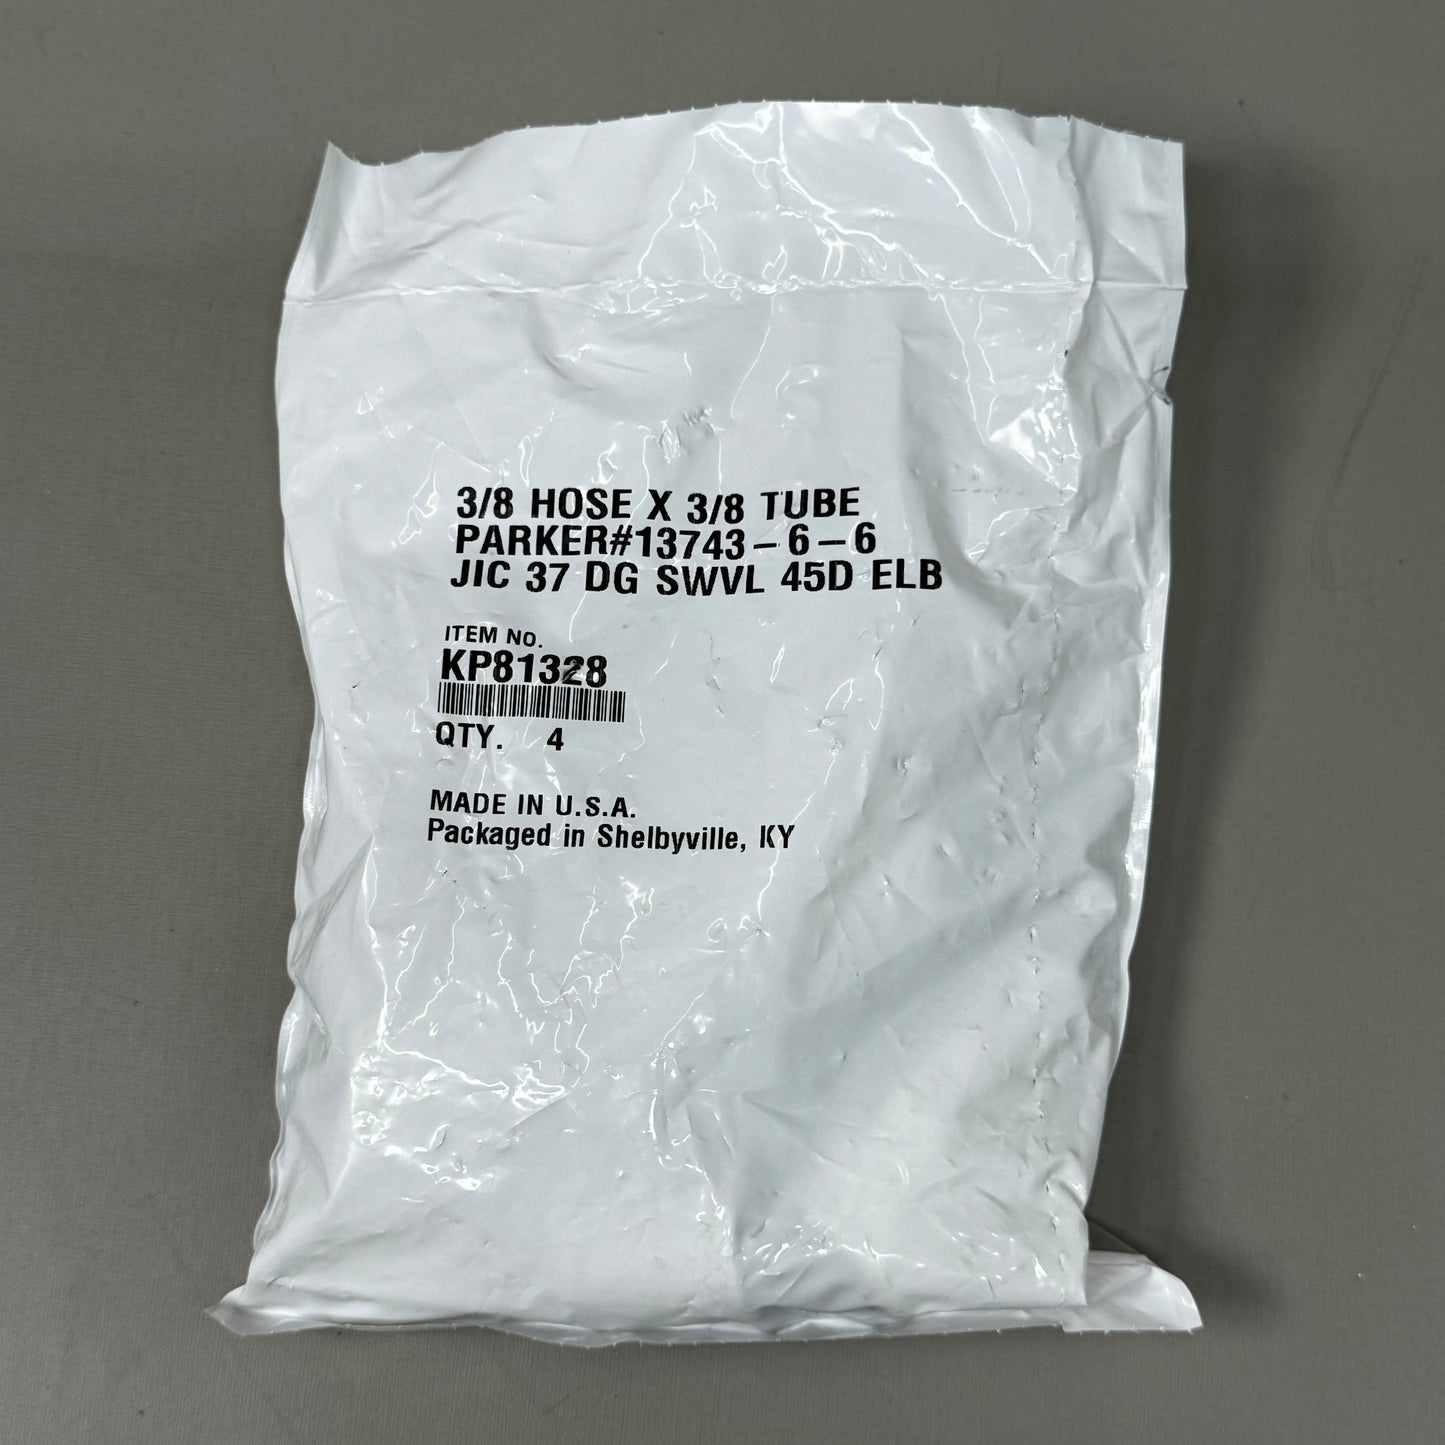 3/8 HOSE X 3/8 TUBE
PARKER#13743-6-6
JIC 37 DG SWVL 45D ELB
ITEM NO.
KP81328
QTY. 4
MADE IN U.S.A.
Packaged in Shelbyville, KY